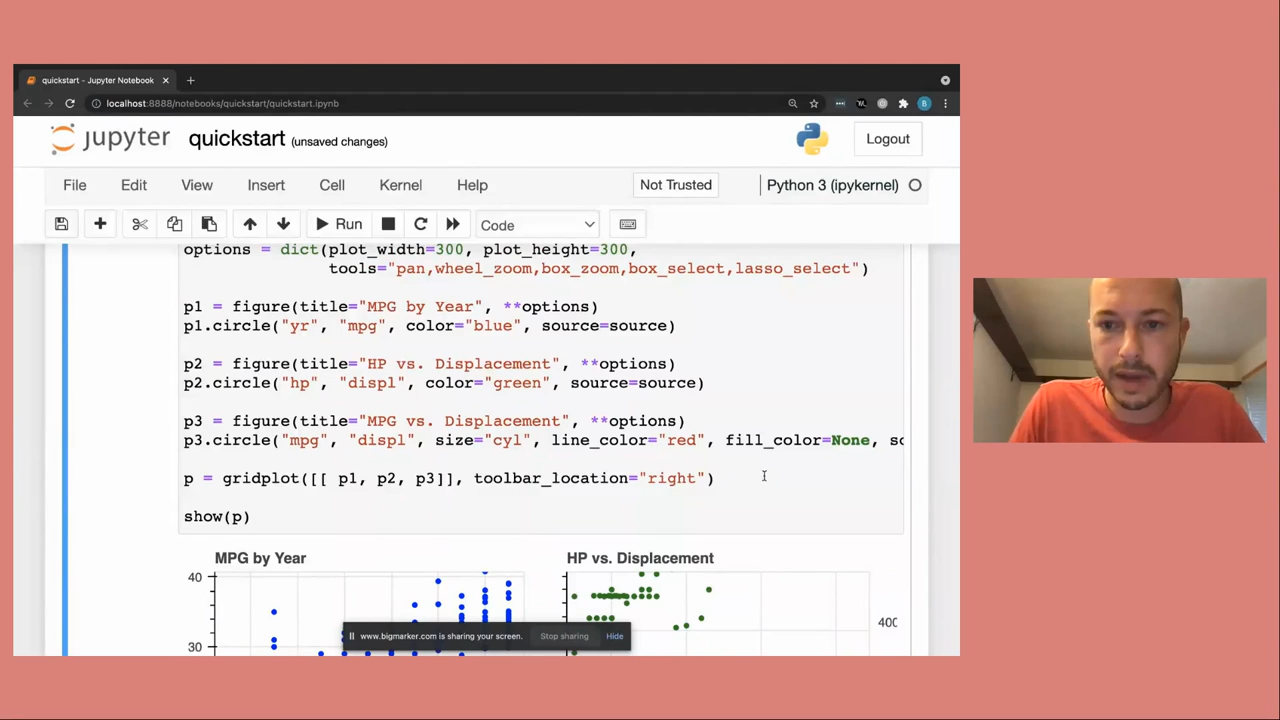 quickstart - Jupyter Notebook
localhost:8888/notebooks/quickstart/quickstart.ipynb
B
jupyter quickstart (unsaved changes)
Logout
File Edit View Insert Cell Kernel Help
Not Trusted
Python 3 (ipykernel)
Run
Code
options = dict(plot_width=300, plot_height=300,
tools="pan,wheel_zoom,box_zoom,box_select,lasso_select")
p1 = figure(title="MPG by Year", **options)
p1.circle("yr", "mpg", color="blue", source=source)
p2 = figure(title="HP vs. Displacement", **options)
p2.circle("hp", "displ", color="green", source=source)
p3 = figure(title="MPG vs. Displacement", **options)
p3.circle("mpg", "displ", size="cyl", line_color="red", fill_color=None, so
p = gridplot([[ p1, p2, p3]], toolbar_location="right")
show(p)
MPG by Year
HP vs. Displacement
40
30
400
www.bigmarker.com is sharing your screen.
Stop sharing
Hide